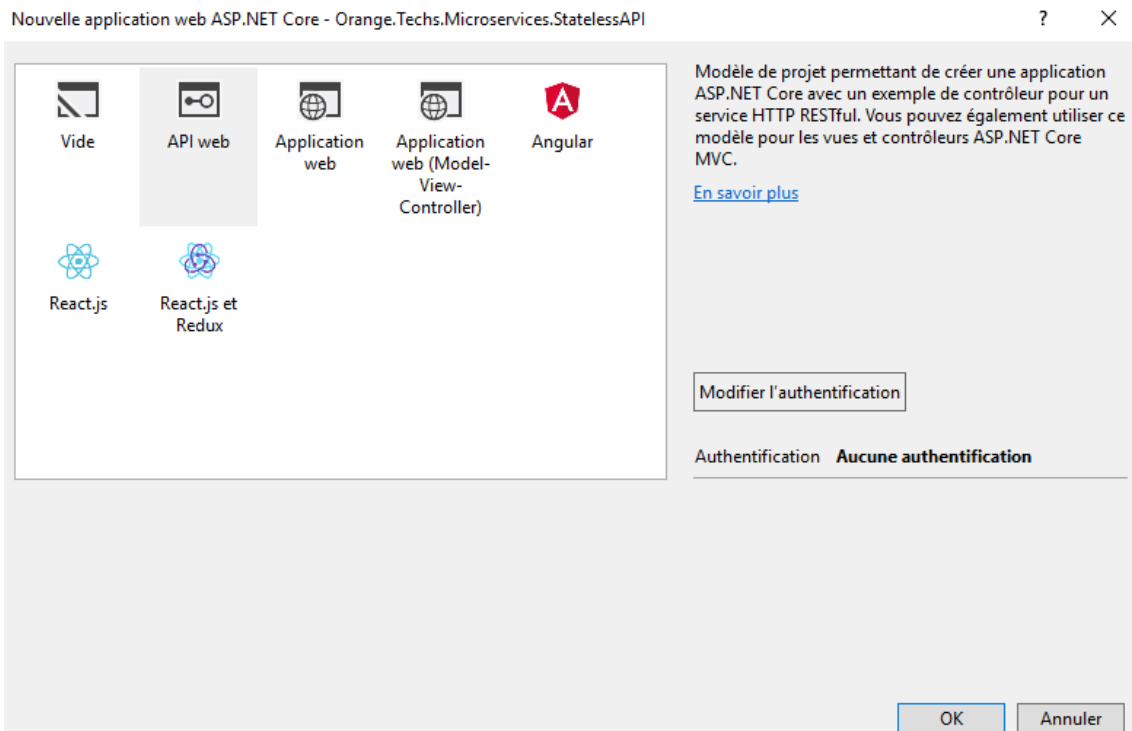 Nouvelle application web ASP.NET Core - Orange.Techs.Microservices.StatelessAPI
?
Vide
API web
Application
web
Application
web (Model-
View-
Controller)
Angular
React.js
React.js et
Redux
Modèle de projet permettant de créer une application
ASP.NET Core avec un exemple de contrôleur pour un
service HTTP RESTful. Vous pouvez également utiliser ce
modèle pour les vues et contrôleurs ASP.NET Core
MVC.
En savoir plus
Modifier l'authentification
Authentification Aucune authentification
OK
Annuler